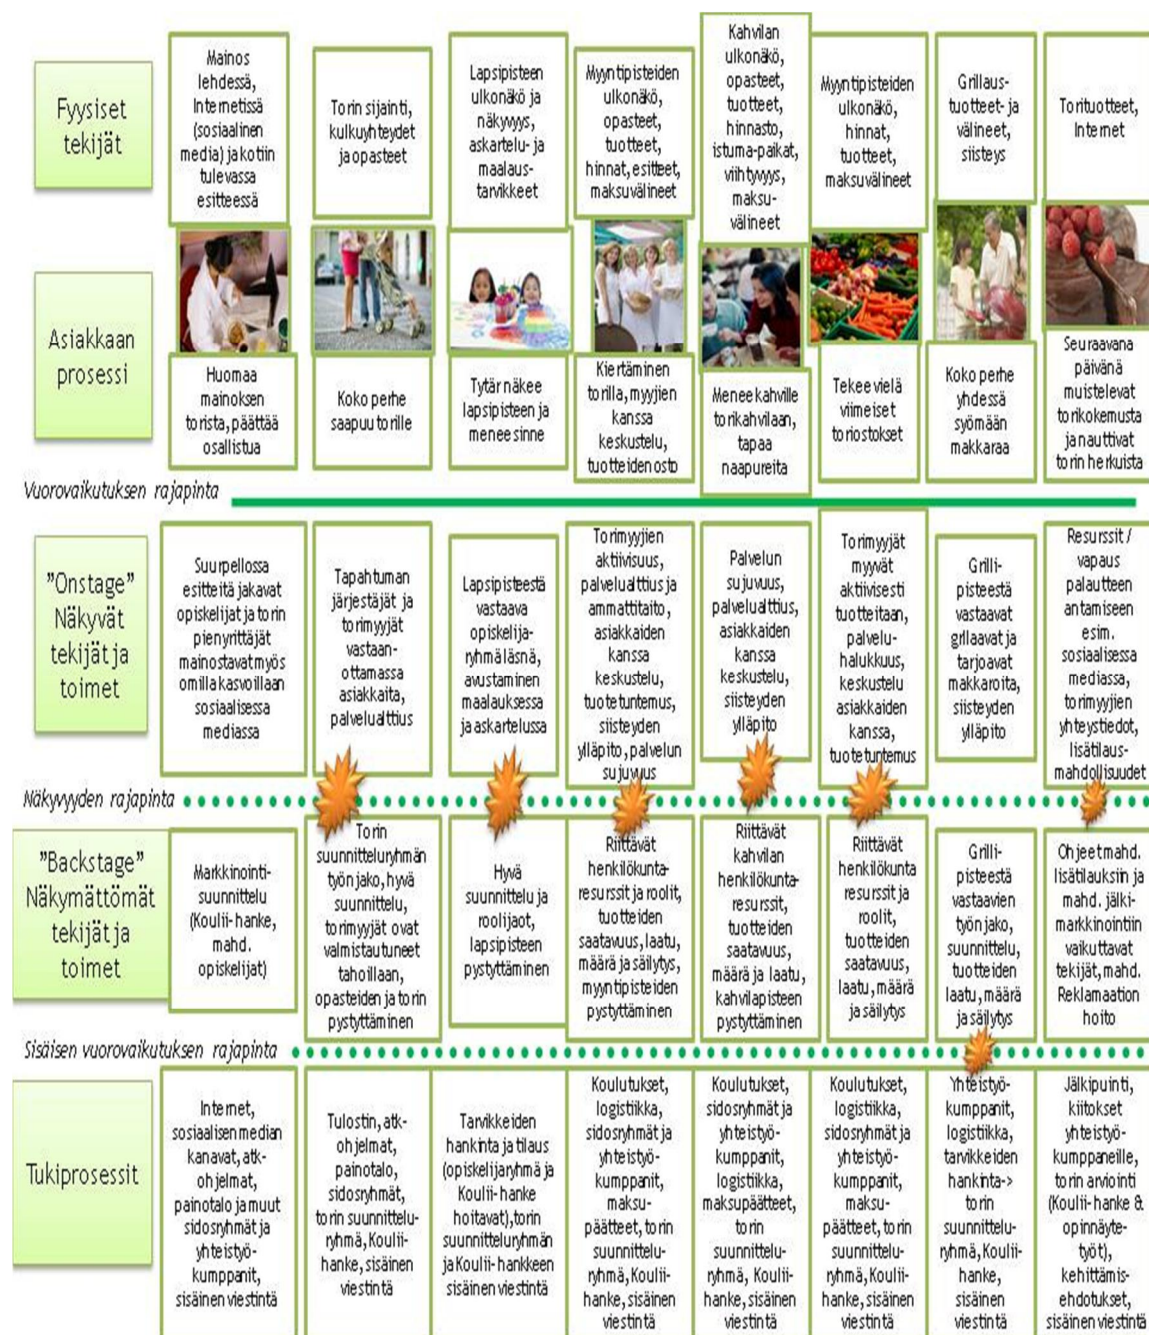 Fyysiset
tekijät
Mainos
lehdessä,
Internetissä
(sosiaalinen
media) ja kotiin
tulevassa
esitteessä
Torin sijainti,
kulkuyhteydet
ja opasteet
Lapsipisteen
ulkonäkö ja
näkyvyys,
askartelu- ja
maalaus-
tarvikkeet
Myyntipisteiden
ulkonäkö,
opasteet,
tuotteet,
hinnat, esitteet,
maksuvälineet
Kahvilan
ulkonäkö,
opasteet,
tuotteet,
hinnasto,
istuma-paikat,
viihtyvyys,
maksu-
välineet
Myyntipisteiden
ulkonäkö,
hinnat,
tuotteet,
maksuvälineet
Grillaus-
tuotteet- ja
välineet,
siisteys
Torituotteet,
Internet
Asiakkaan
prosessi
Huomaa
mainoksen
torista, päättää
osallistua
Koko perhe
saapuu torille
Tytär näkee
lapsipisteen ja
menee sinne
Kiertäminen
torilla, myyjien
kanssa
keskustelu,
tuotteiden osto
Menee kahville
torikahvilaan,
tapaa
naapureita
Tekee vielä
viimeiset
toriostokset
Koko perhe
yhdessä
syömään
makkaraa
Seuraavana
päivänä
muistelevat
torikokemusta
ja nauttivat
torin herkuista
Vuorovaikutuksen rajapinta
"Onstage"
Näkyvät
tekijät ja
toimet
Suurpellossa
esitteitä jakavat
opiskelijat ja torin
pienyrittäjät
mainostavat myös
omilla kasvoillaan
sosiaalisessa
mediassa
Tapahtuman
järjestäjät ja
torimyyjät
vastaan-
ottamassa
asiakkaita,
palvelualttius
Lapsipisteestä
vastaava
opiskelija-
ryhmä läsnä,
avustaminen
maalauksessa
ja askartelussa
Torimyyjien
aktiivisuus,
palvelualttius ja
ammattitaito,
asiakkaiden
kanssa
keskustelu,
tuotetuntemus,
siisteyden
ylläpito, palvelun
sujuvuus
Palvelun
sujuvuus,
palvelualttius,
asiakkaiden
kanssa
keskustelu,
siisteyden
ylläpito
Torimyyjät
myyvät
aktiivisesti
tuotteitaan,
palvelu-
halukkuus,
keskustelu
asiakkaiden
kanssa,
tuotetuntemus
Grilli-
pisteestä
vastaavat
grillaavat ja
tarjoavat
makkaroita,
siisteyden
ylläpito
Resurssit /
vapaus
palautteen
antamiseen
esim.
sosiaalisessa
mediassa,
torimyyjien
yhteystiedot,
lisätilaus-
mahdollisuudet
Näkyvyyden rajapinta
"Backstage"
Näkymättömät
tekijät ja
toimet
Markkinointi-
suunnittelu
(Koulii-hanke,
mahd.
opiskelijat)
Torin
suunnitteluryhmän
työnjako, hyvä
suunnittelu,
torimyyjät ovat
valmistautuneet
tahoillaan,
opasteiden ja torin
pystyttäminen
Hyvä
suunnittelu ja
roolijaot,
lapsipisteen
pystyttäminen
Riittävät
henkilökunta-
resurssit ja roolit,
tuotteiden
saatavuus, laatu,
määrä ja säilytys,
myyntipisteiden
pystyttäminen
Riittävät
kahvilan
henkilökunta-
resurssit,
tuotteiden
saatavuus,
määrä ja laatu,
kahvilapisteen
pystyttäminen
Riittävät
henkilökunta
resurssit ja
roolit,
tuotteiden
saatavuus,
laatu, määrä
ja säilytys
Grilli-
pisteestä
vastaavien
työnjako,
suunnittelu,
tuotteiden
laatu, määrä
ja säilytys
Ohjeet mahd.
lisätilauksiin ja
mahd. jälki-
markkinointiin
vaikuttavat
tekijät, mahd.
Reklamaation
hoito
Sisäisen vuorovaikutuksen rajapinta
Tukiprosessit
Internet,
sosiaalisen median
kanavat, atk-
ohjelmat,
painotalo ja muut
sidosryhmät ja
yhteistyö-
kumppanit,
sisäinen viestintä
Tulostin, atk-
ohjelmat,
painotalo,
sidosryhmät,
torin suunnittelu-
ryhmä, Koulii-
hanke, sisäinen
viestintä
Tarvikkeiden
hankinta ja tilaus
(opiskelijaryhmä ja
Koulii-hanke
hoitavat), torin
suunnitteluryhmän
ja Koulii-hankkeen
sisäinen viestintä
Koulutukset,
logistiikka,
sidosryhmät ja
yhteistyö-
kumppanit,
maksu-
päätteet, torin
suunnittelu-
ryhmä, Koulii-
hanke, sisäinen
viestintä
Koulutukset,
sidosryhmät ja
yhteistyö-
kumppanit,
logistiikka,
maksupäätteet,
torin
suunnittelu-
ryhmä, Koulii-
hanke, sisäinen
viestintä
Koulutukset,
logistiikka,
sidosryhmät ja
yhteistyö-
kumppanit,
maksu-
päätteet, torin
suunnittelu-
ryhmä, Koulii-
hanke, sisäinen
viestintä
Yhteistyö-
kumppanit,
logistiikka,
tarvikkeiden
hankinta->
torin
suunnittelu-
ryhmä, Koulii-
hanke,
sisäinen
viestintä
Jälkipuinti,
kiitokset
yhteistyö-
kumppaneille,
torin arviointi
(Koulii-hanke &
opinnäyte-
työt),
kehittämis-
ehdotukset,
sisäinen viestintä